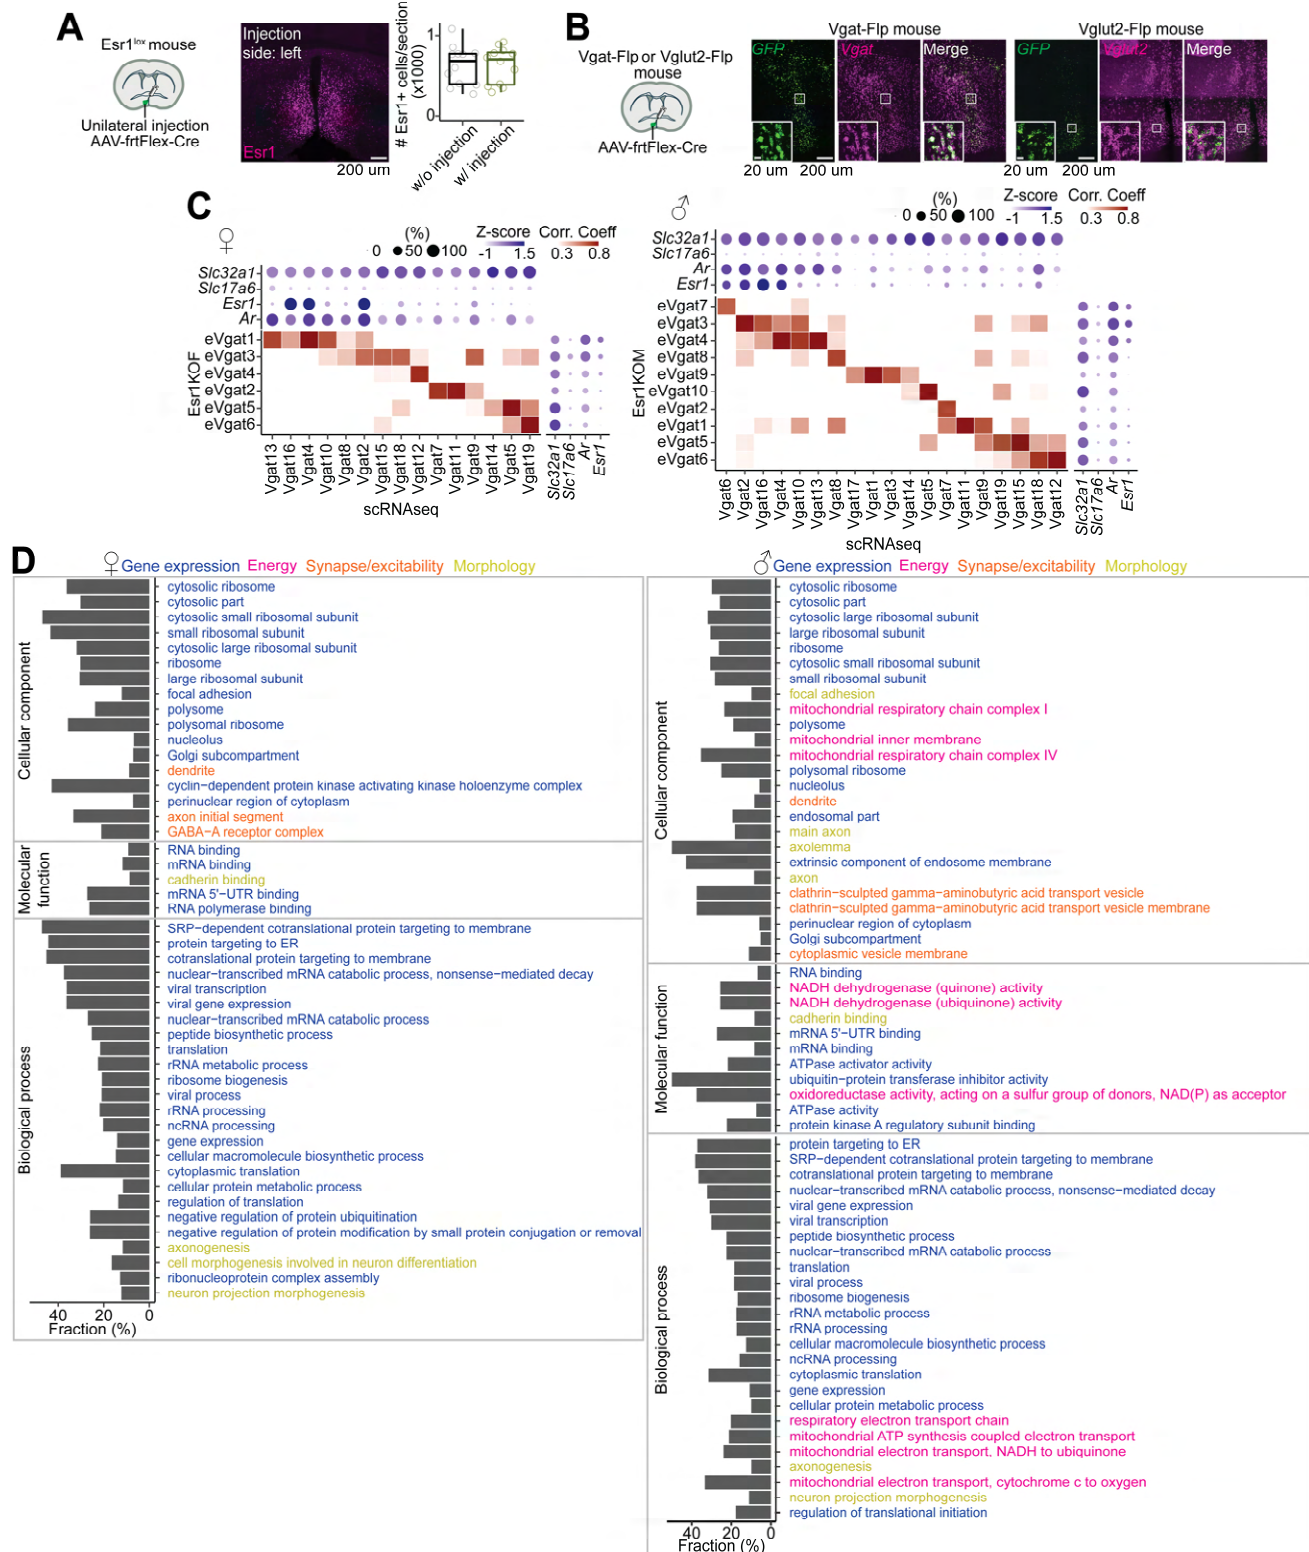 A
Esr1lox mouse
Unilateral injection
AAV-frtFlex-Cre
Injection
side: left
Esr1
200 um
# Esr1+ cells/section
(x1000)
1
0
w/o injection
w/ injection
B
Vgat-Flp or Vglut2-Flp
mouse
AAV-frtFlex-Cre
Vgat-Flp mouse
GFP
Vgat
Merge
20 um
200 um
Vglut2-Flp mouse
GFP
Vglut2
Merge
20 um
200 um
C
♀
(%)
0 50 100
Z-score
-1 1.5
Corr. Coeff
0.3 0.8
Slc32a1
Slc17a6
Esr1
Ar
Esr1KOF
eVgat1
eVgat3
eVgat4
eVgat2
eVgat5
eVgat6
Vgat13
Vgat16
Vgat4
Vgat10
Vgat8
Vgat2
Vgat15
Vgat18
Vgat12
Vgat7
Vgat11
Vgat9
Vgat14
Vgat5
Vgat19
Slc32a1
Slc17a6
Ar
Esr1
scRNAseq
♂
(%)
0 50 100
Z-score
-1 1.5
Corr. Coeff
0.3 0.8
Slc32a1
Slc17a6
Ar
Esr1
Esr1KOM
eVgat7
eVgat3
eVgat4
eVgat8
eVgat9
eVgat10
eVgat2
eVgat1
eVgat5
eVgat6
Vgat6
Vgat2
Vgat16
Vgat4
Vgat10
Vgat13
Vgat8
Vgat17
Vgat1
Vgat3
Vgat14
Vgat5
Vgat7
Vgat11
Vgat9
Vgat19
Vgat15
Vgat18
Vgat12
Slc32a1
Slc17a6
Ar
Esr1
scRNAseq
D
♀ Gene expression Energy Synapse/excitability Morphology
Cellular component
cytosolic ribosome
cytosolic part
cytosolic small ribosomal subunit
small ribosomal subunit
cytosolic large ribosomal subunit
ribosome
large ribosomal subunit
focal adhesion
polysome
polysomal ribosome
nucleolus
Golgi subcompartment
dendrite
cyclin−dependent protein kinase activating kinase holoenzyme complex
perinuclear region of cytoplasm
axon initial segment
GABA−A receptor complex
Molecular
function
RNA binding
mRNA binding
cadherin binding
mRNA 5'−UTR binding
RNA polymerase binding
Biological process
SRP−dependent cotranslational protein targeting to membrane
protein targeting to ER
cotranslational protein targeting to membrane
nuclear−transcribed mRNA catabolic process, nonsense−mediated decay
viral transcription
viral gene expression
nuclear−transcribed mRNA catabolic process
peptide biosynthetic process
translation
rRNA metabolic process
ribosome biogenesis
viral process
rRNA processing
ncRNA processing
gene expression
cellular macromolecule biosynthetic process
cytoplasmic translation
cellular protein metabolic process
regulation of translation
negative regulation of protein ubiquitination
negative regulation of protein modification by small protein conjugation or removal
axonogenesis
cell morphogenesis involved in neuron differentiation
ribonucleoprotein complex assembly
neuron projection morphogenesis
40 20 0
Fraction (%)
♂ Gene expression Energy Synapse/excitability Morphology
Cellular component
cytosolic ribosome
cytosolic part
cytosolic large ribosomal subunit
large ribosomal subunit
ribosome
cytosolic small ribosomal subunit
small ribosomal subunit
focal adhesion
mitochondrial respiratory chain complex I
polysome
mitochondrial inner membrane
mitochondrial respiratory chain complex IV
polysomal ribosome
nucleolus
dendrite
endosomal part
main axon
axolemma
extrinsic component of endosome membrane
axon
clathrin−sculpted gamma−aminobutyric acid transport vesicle
clathrin−sculpted gamma−aminobutyric acid transport vesicle membrane
perinuclear region of cytoplasm
Golgi subcompartment
cytoplasmic vesicle membrane
Molecular function
RNA binding
NADH dehydrogenase (quinone) activity
NADH dehydrogenase (ubiquinone) activity
cadherin binding
mRNA 5'−UTR binding
mRNA binding
ATPase activator activity
ubiquitin−protein transferase inhibitor activity
oxidoreductase activity, acting on a sulfur group of donors, NAD(P) as acceptor
ATPase activity
protein kinase A regulatory subunit binding
Biological process
protein targeting to ER
SRP−dependent cotranslational protein targeting to membrane
cotranslational protein targeting to membrane
nuclear−transcribed mRNA catabolic process, nonsense−mediated decay
viral gene expression
viral transcription
peptide biosynthetic process
nuclear−transcribed mRNA catabolic process
translation
viral process
ribosome biogenesis
rRNA metabolic process
rRNA processing
cellular macromolecule biosynthetic process
ncRNA processing
cytoplasmic translation
gene expression
cellular protein metabolic process
respiratory electron transport chain
mitochondrial ATP synthesis coupled electron transport
mitochondrial electron transport, NADH to ubiquinone
axonogenesis
mitochondrial electron transport, cytochrome c to oxygen
neuron projection morphogenesis
regulation of translational initiation
40 20 0
Fraction (%)